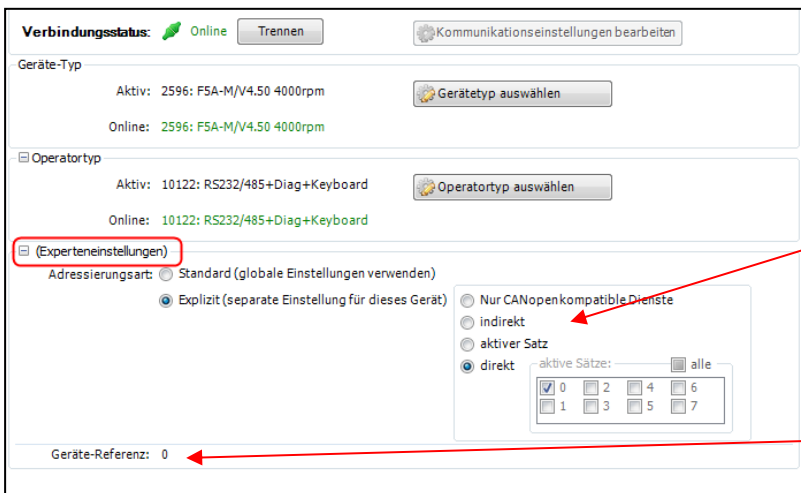 Verbindungsstatus: Online Trennen Kommunikationseinstellungen bearbeiten
Geräte-Typ
Aktiv: 2596: F5A-M/V4.50 4000rpm Gerätetyp auswählen
Online: 2596: F5A-M/V4.50 4000rpm
Operatortyp
Aktiv: 10122: RS232/485+Diag+Keyboard Operatortyp auswählen
Online: 10122: RS232/485+Diag+Keyboard
(Experteneinstellungen)
Adressierungsart: Standard (globale Einstellungen verwenden)
Explizit (separate Einstellung für dieses Gerät) Nur CANopen kompatible Dienste
indirekt
aktiver Satz
direkt aktive Sätze: alle
0 2 4 6
1 3 5 7
Geräte-Referenz: 0